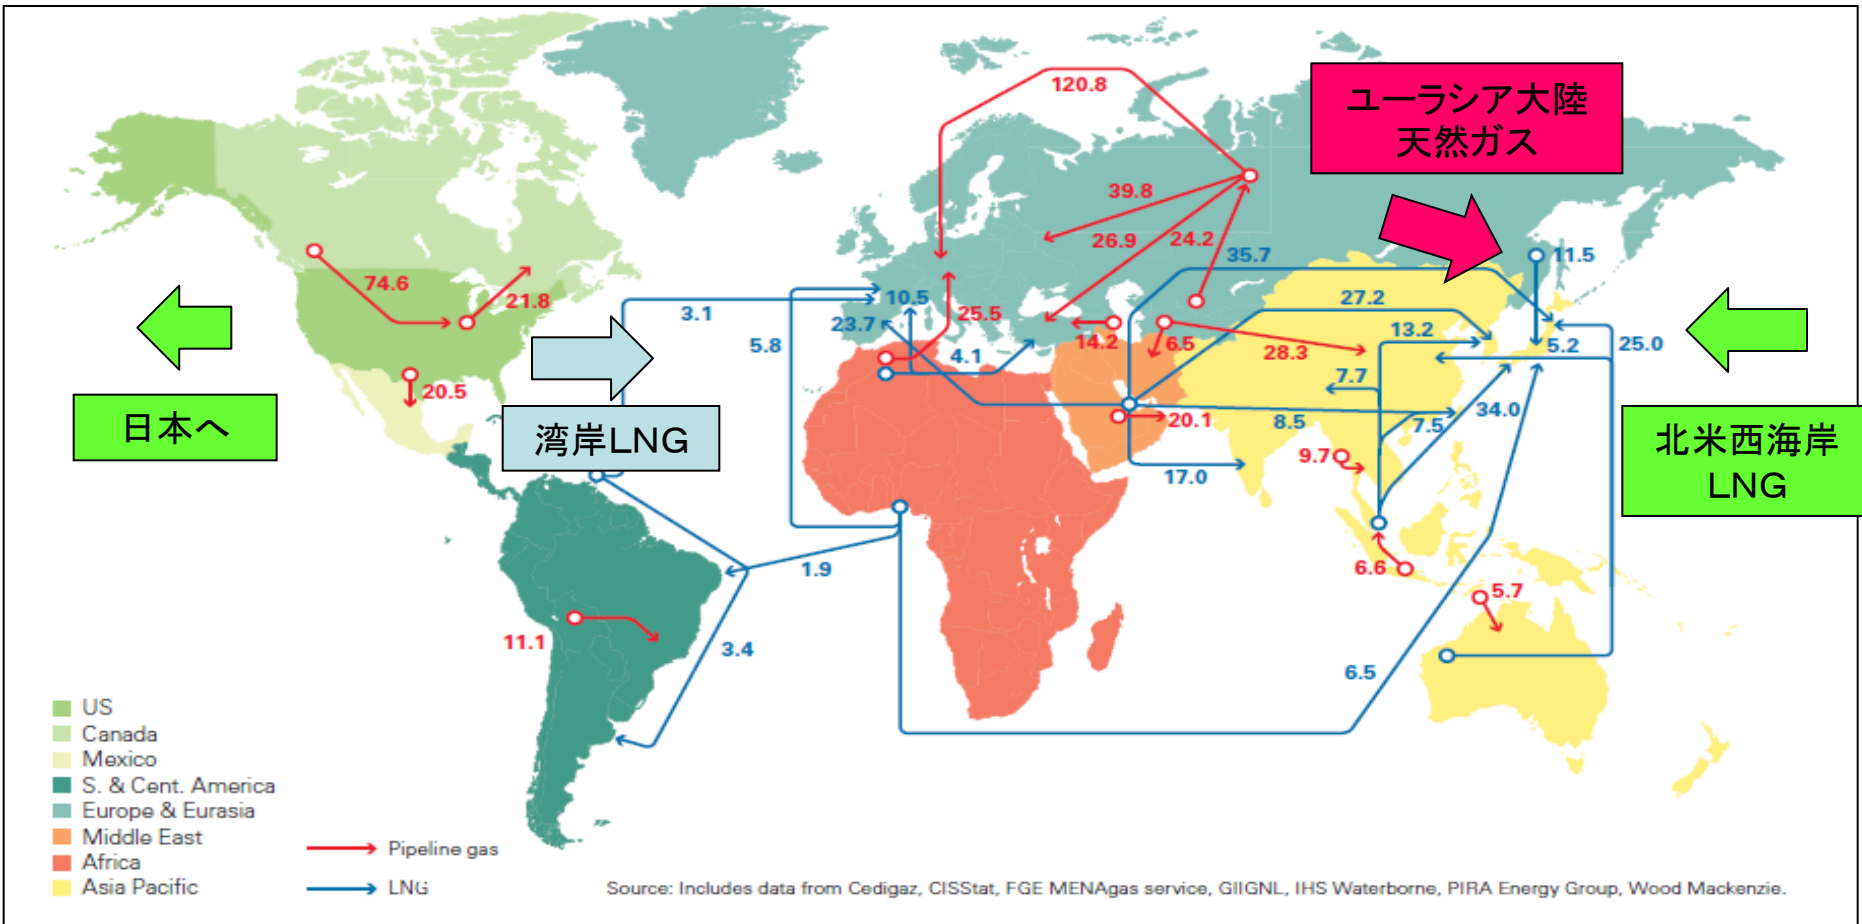 120.8
ユーラシア大陸
天然ガス
39.8
26.9
24.2
35.7
11.5
74.6
21.8
3.1
10.5
25.5
27.2
23.7
5.8
4.1
14.2
6.5
28.3
13.2
5.2
25.0
7.7
20.5
日本へ
湾岸LNG
20.1
8.5
7.5
34.0
北米西海岸
LNG
9.7
17.0
1.9
6.6
5.7
11.1
3.4
6.5
US
Canada
Mexico
S. & Cent. America
Europe & Eurasia
Middle East
Africa
Asia Pacific
Pipeline gas
LNG
Source: Includes data from Cedigaz, CISStat, FGE MENAgas service, GIIGNL, IHS Waterborne, PIRA Energy Group, Wood Mackenzie.